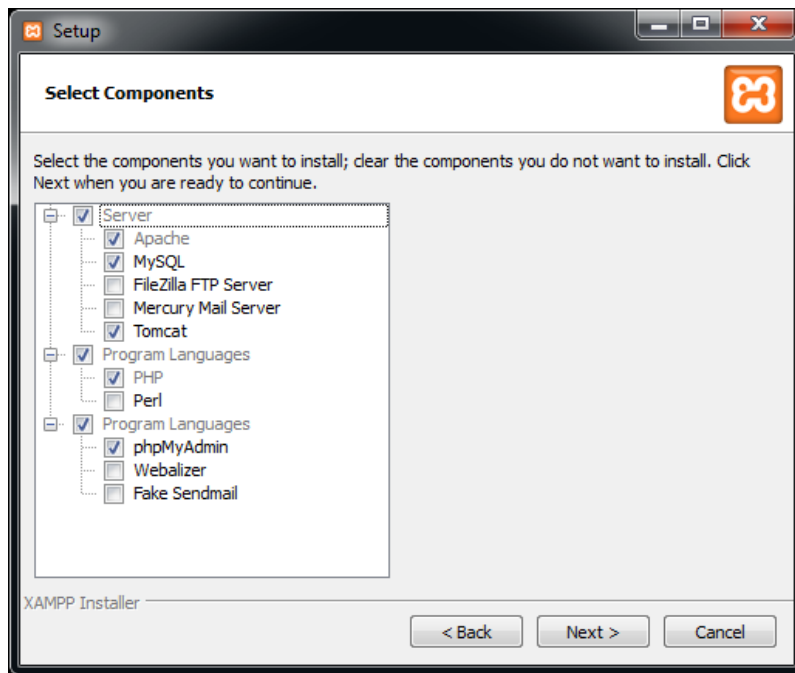 Setup
Select Components
Select the components you want to install; clear the components you do not want to install. Click
Next when you are ready to continue.
Server
Apache
MySQL
FileZilla FTP Server
Mercury Mail Server
Tomcat
Program Languages
PHP
Perl
Program Languages
phpMyAdmin
Webalizer
Fake Sendmail
XAMPP Installer
< Back Next > Cancel